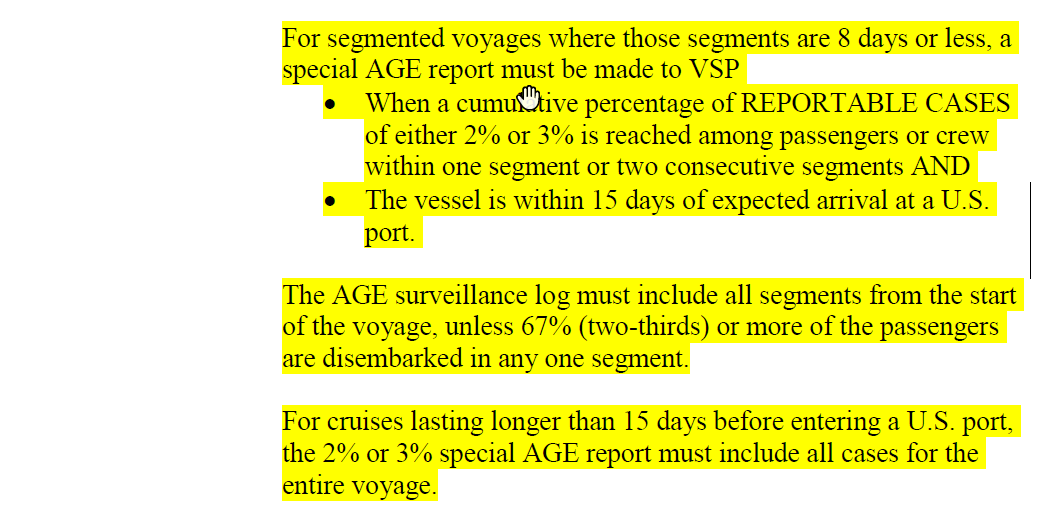 For segmented voyages where those segments are 8 days or less, a
special AGE report must be made to VSP
• When a cumulative percentage of REPORTABLE CASES
of either 2% or 3% is reached among passengers or crew
within one segment or two consecutive segments AND
• The vessel is within 15 days of expected arrival at a U.S.
port.
The AGE surveillance log must include all segments from the start
of the voyage, unless 67% (two-thirds) or more of the passengers
are disembarked in any one segment.
For cruises lasting longer than 15 days before entering a U.S. port,
the 2% or 3% special AGE report must include all cases for the
entire voyage.